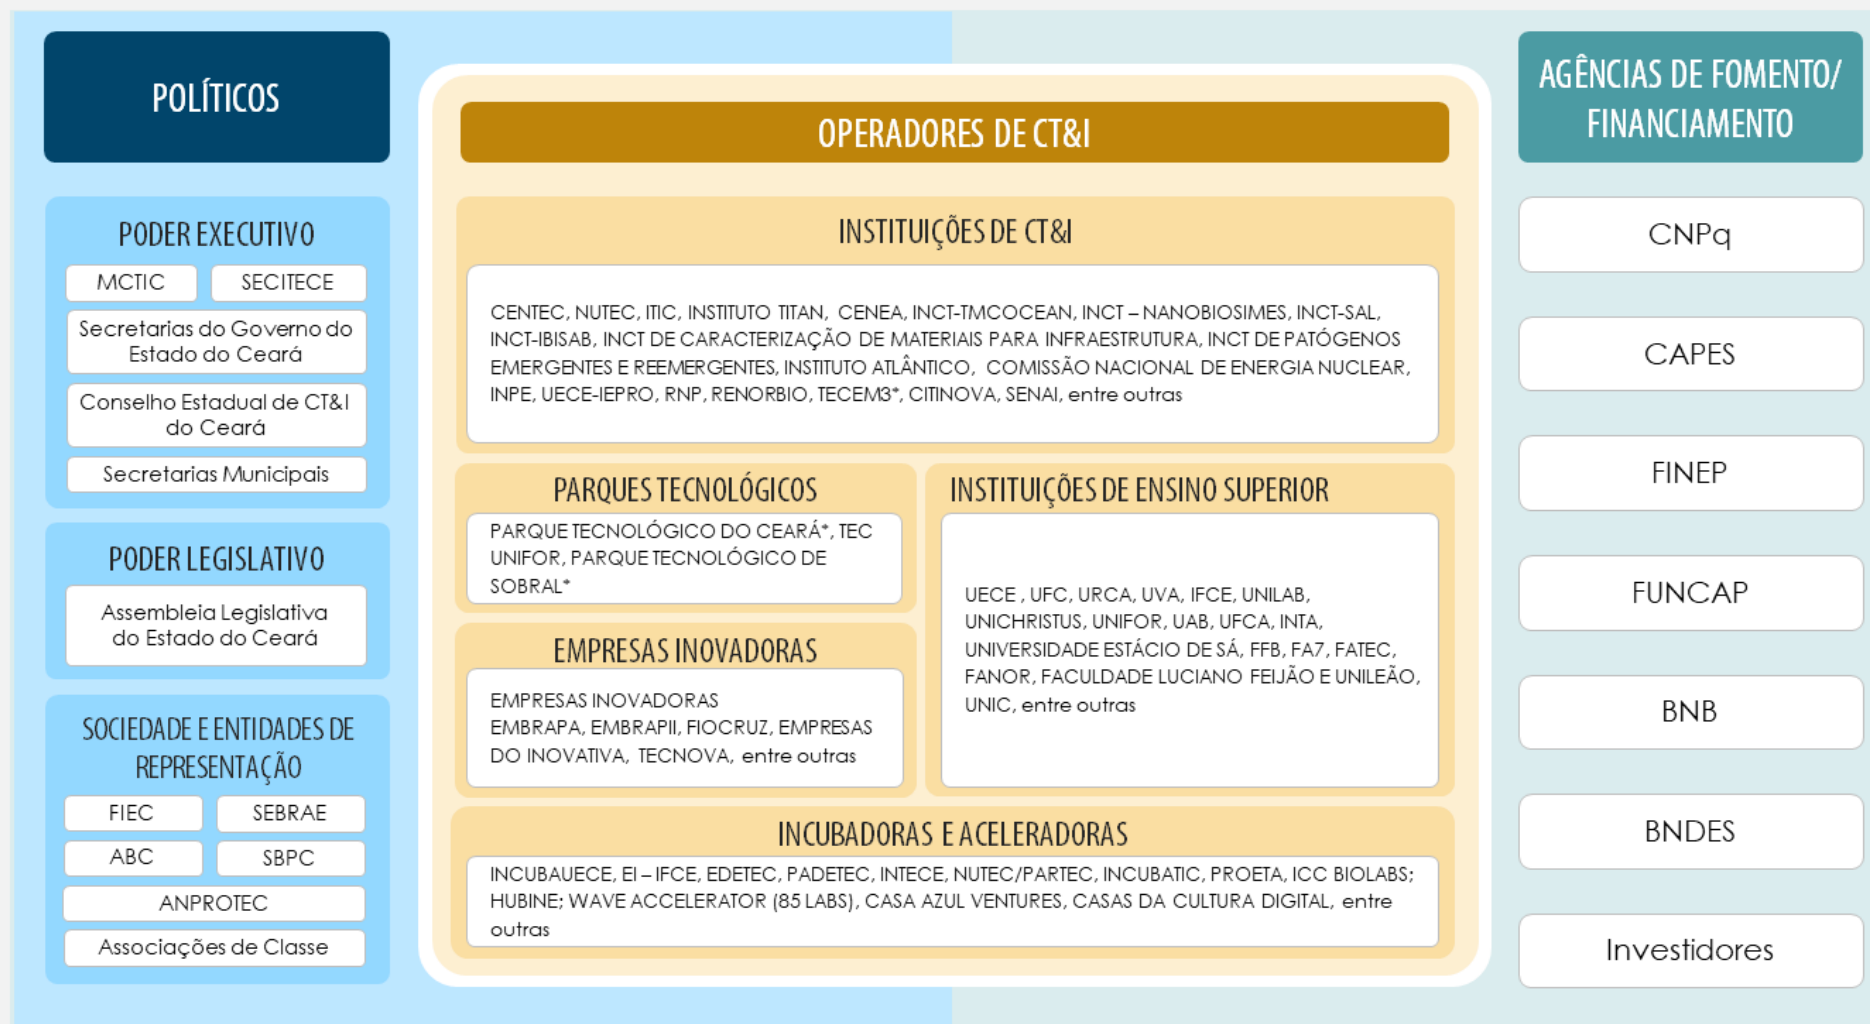 POLÍTICOS
PODER EXECUTIVO
MCTIC
SECITECE
Secretarias do Governo do
Estado do Ceará
Conselho Estadual de CT&I
do Ceará
Secretarias Municipais
PODER LEGISLATIVO
Assembleia Legislativa
do Estado do Ceará
SOCIEDADE E ENTIDADES DE
REPRESENTAÇÃO
FIEC
SEBRAE
ABC
SBPC
ANPROTEC
Associações de Classe
OPERADORES DE CT&I
INSTITUIÇÕES DE CT&I
CENTEC, NUTEC, ITIC, INSTITUTO TITAN, CENEA, INCT-TMCOCEAN, INCT – NANOBIOSIMES, INCT-SAL,
INCT-IBISAB, INCT DE CARACTERIZAÇÃO DE MATERIAIS PARA INFRAESTRUTURA, INCT DE PATÓGENOS
EMERGENTES E REEMERGENTES, INSTITUTO ATLÂNTICO, COMISSÃO NACIONAL DE ENERGIA NUCLEAR,
INPE, UECE-IEPRO, RNP, RENORBIO, TECEM3*, CITINOVA, SENAI, entre outras
PARQUES TECNOLÓGICOS
PARQUE TECNOLÓGICO DO CEARÁ*, TEC
UNIFOR, PARQUE TECNOLÓGICO DE
SOBRAL*
EMPRESAS INOVADORAS
EMPRESAS INOVADORAS
EMBRAPA, EMBRAPII, FIOCRUZ, EMPRESAS
DO INOVATIVA, TECNOVA, entre outras
INSTITUIÇÕES DE ENSINO SUPERIOR
UECE , UFC, URCA, UVA, IFCE, UNILAB,
UNICHRISTUS, UNIFOR, UAB, UFCA, INTA,
UNIVERSIDADE ESTÁCIO DE SÁ, FFB, FA7, FATEC,
FANOR, FACULDADE LUCIANO FEIJÃO E UNILEÃO,
UNIC, entre outras
INCUBADORAS E ACELERADORAS
INCUBAUECE, EI – IFCE, EDETEC, PADETEC, INTECE, NUTEC/PARTEC, INCUBATIC, PROETA, ICC BIOLABS;
HUBINE; WAVE ACCELERATOR (85 LABS), CASA AZUL VENTURES, CASAS DA CULTURA DIGITAL, entre
outras
AGÊNCIAS DE FOMENTO/
FINANCIAMENTO
CNPq
CAPES
FINEP
FUNCAP
BNB
BNDES
Investidores